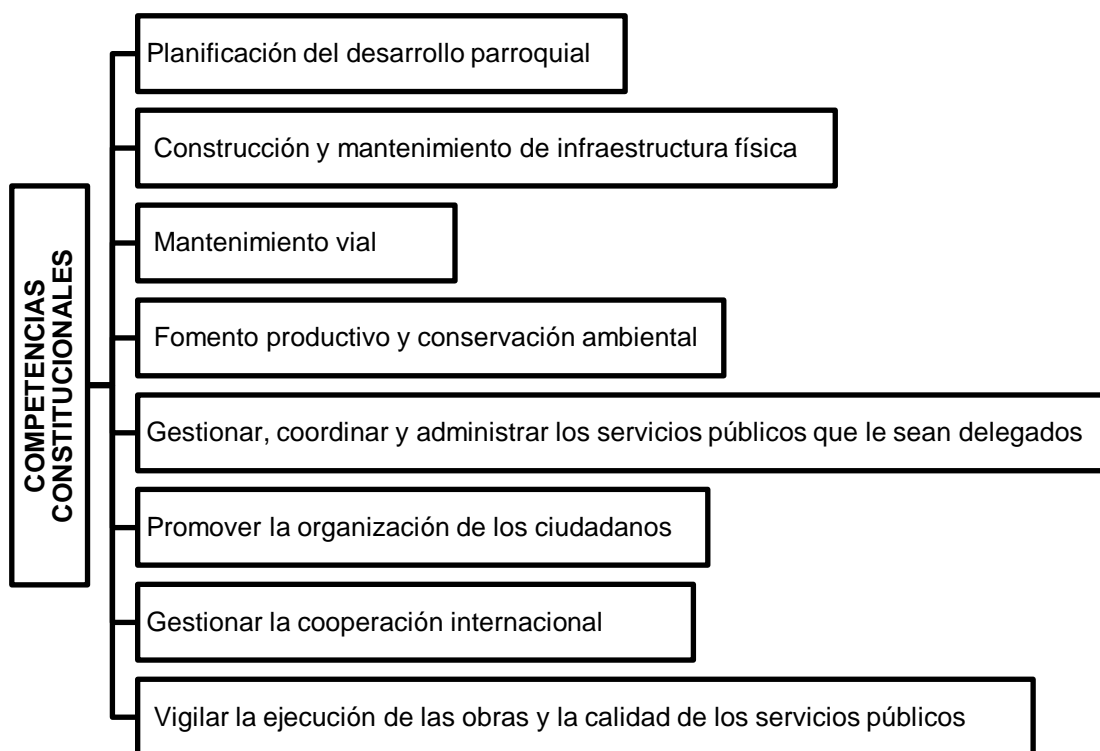 COMPETENCIAS
CONSTITUCIONALES
Planificación del desarrollo parroquial
Construcción y mantenimiento de infraestructura física
Mantenimiento vial
Fomento productivo y conservación ambiental
Gestionar, coordinar y administrar los servicios públicos que le sean delegados
Promover la organización de los ciudadanos
Gestionar la cooperación internacional
Vigilar la ejecución de las obras y la calidad de los servicios públicos